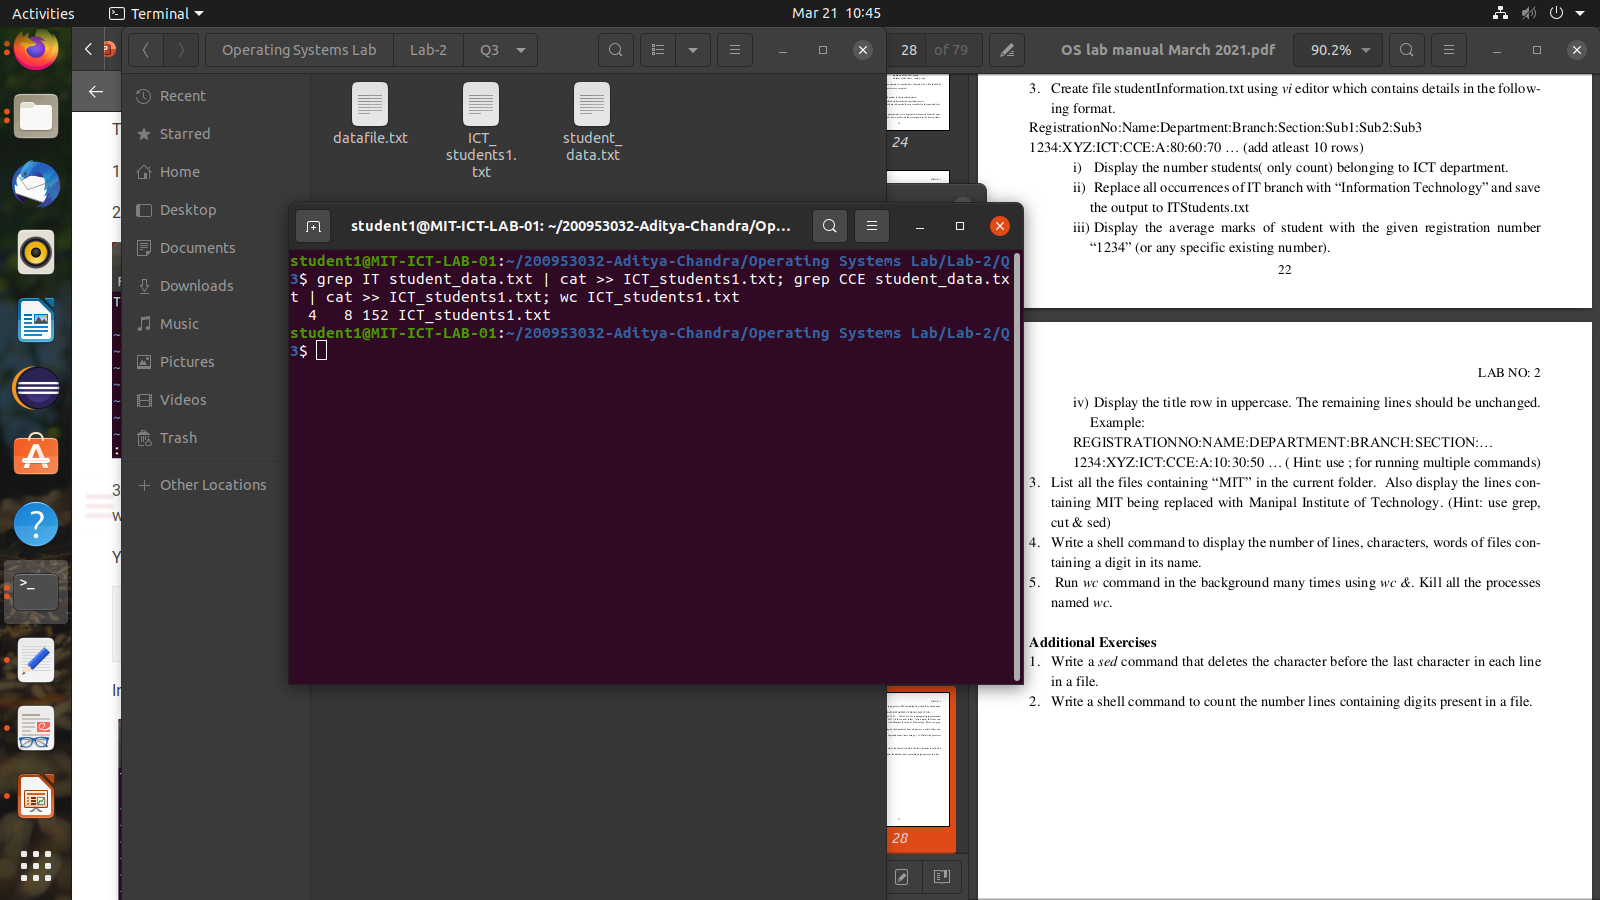 Activities
Terminal
Mar 21 10:45
Operating Systems Lab
Lab-2
Q3
28
of 79
OS lab manual March 2021.pdf
90.2%
Recent
Starred
Home
Desktop
Documents
Downloads
Music
Pictures
Videos
Trash
Other Locations
datafile.txt
ICT_
students1.
txt
student_
data.txt
24
28
student1@MIT-ICT-LAB-01: ~/200953032-Aditya-Chandra/Op...
student1@MIT-ICT-LAB-01:~/200953032-Aditya-Chandra/Operating Systems Lab/Lab-2/Q
3$ grep IT student_data.txt | cat >> ICT_students1.txt; grep CCE student_data.tx
t | cat >> ICT_students1.txt; wc ICT_students1.txt
4 8 152 ICT_students1.txt
student1@MIT-ICT-LAB-01:~/200953032-Aditya-Chandra/Operating Systems Lab/Lab-2/Q
3$
3. Create file studentInformation.txt using vi editor which contains details in the follow-
ing format.
RegistrationNo:Name:Department:Branch:Section:Sub1:Sub2:Sub3
1234:XYZ:ICT:CCE:A:80:60:70 … (add atleast 10 rows)
i) Display the number students( only count) belonging to ICT department.
ii) Replace all occurrences of IT branch with “Information Technology” and save
the output to ITStudents.txt
iii) Display the average marks of student with the given registration number
“1234” (or any specific existing number).
22
LAB NO: 2
iv) Display the title row in uppercase. The remaining lines should be unchanged.
Example:
REGISTRATIONNO:NAME:DEPARTMENT:BRANCH:SECTION:…
1234:XYZ:ICT:CCE:A:10:30:50 … ( Hint: use ; for running multiple commands)
3. List all the files containing “MIT” in the current folder. Also display the lines con-
taining MIT being replaced with Manipal Institute of Technology. (Hint: use grep,
cut & sed)
4. Write a shell command to display the number of lines, characters, words of files con-
taining a digit in its name.
5. Run wc command in the background many times using wc &. Kill all the processes
named wc.
Additional Exercises
1. Write a sed command that deletes the character before the last character in each line
in a file.
2. Write a shell command to count the number lines containing digits present in a file.